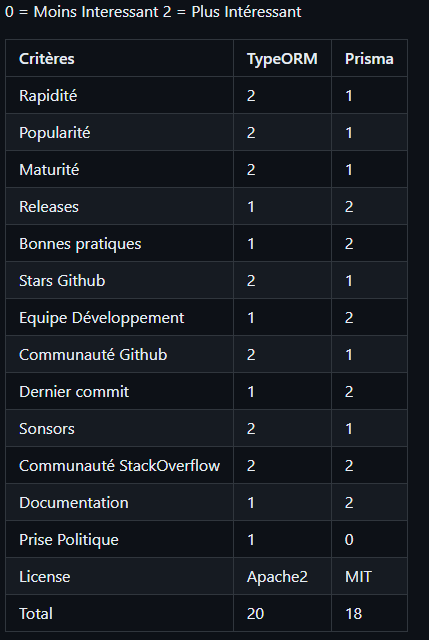 0 = Moins Interessant 2 = Plus Intéressant
Critères TypeORM Prisma
Rapidité 2 1
Popularité 2 1
Maturité 2 1
Releases 1 2
Bonnes pratiques 1 2
Stars Github 2 1
Equipe Développement 1 2
Communauté Github 2 1
Dernier commit 1 2
Sonsors 2 1
Communauté StackOverflow 2 2
Documentation 1 2
Prise Politique 1 0
License Apache2 MIT
Total 20 18